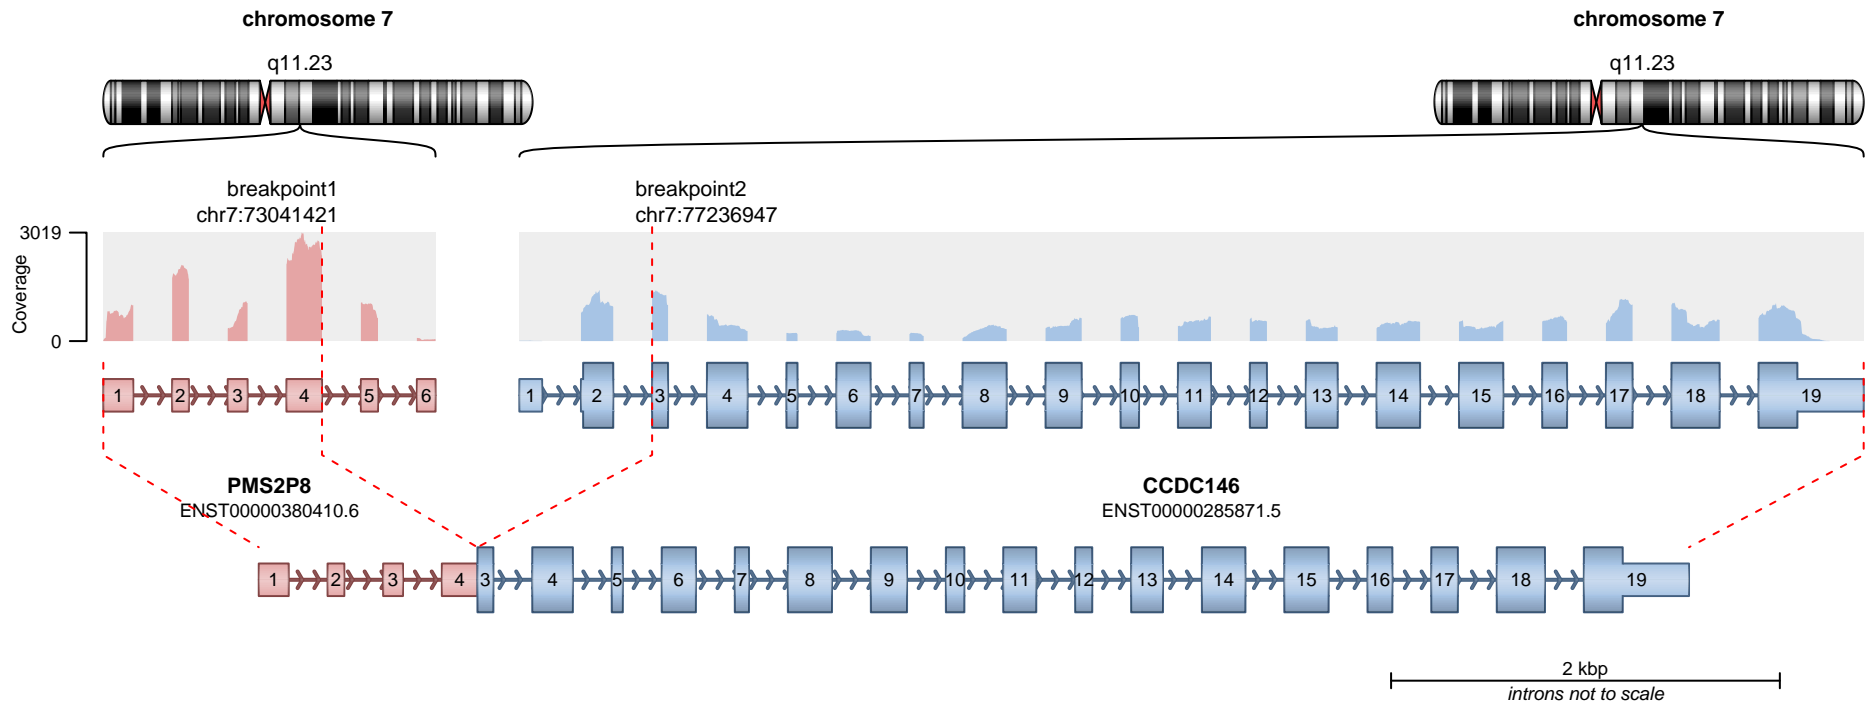 chromosome 7
chromosome 7
q11.23
q11.23
breakpoint1
chr7:73041421
breakpoint2
chr7:77236947
Coverage
3019
0
1 2 3 4 5 6
1 2 3 4 5 6 7 8 9 10 11 12 13 14 15 16 17 18 19
PMS2P8
ENST00000380410.6
CCDC146
ENST00000285871.5
1 2 3 4 3 4 5 6 7 8 9 10 11 12 13 14 15 16 17 18 19
2 kbp
introns not to scale